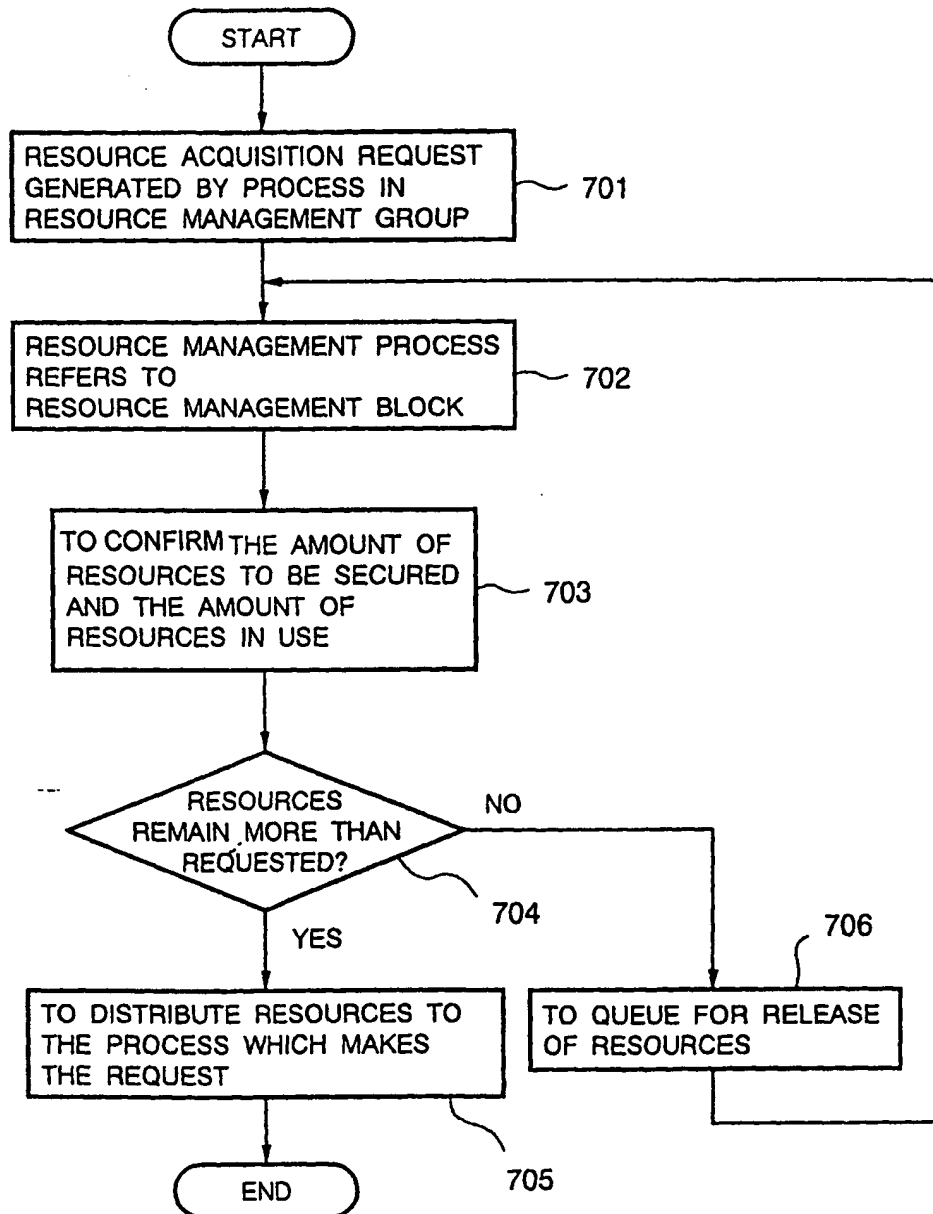 START
RESOURCE ACQUISITION REQUEST
GENERATED BY PROCESS IN
RESOURCE MANAGEMENT GROUP
701
RESOURCE MANAGEMENT PROCESS
REFERS TO
RESOURCE MANAGEMENT BLOCK
702
TO CONFIRM THE AMOUNT OF
RESOURCES TO BE SECURED
AND THE AMOUNT OF
RESOURCES IN USE
703
RESOURCES
REMAIN MORE THAN
REQUESTED?
NO
704
YES
706
TO DISTRIBUTE RESOURCES TO
THE PROCESS WHICH MAKES
THE REQUEST
TO QUEUE FOR RELEASE
OF RESOURCES
705
END